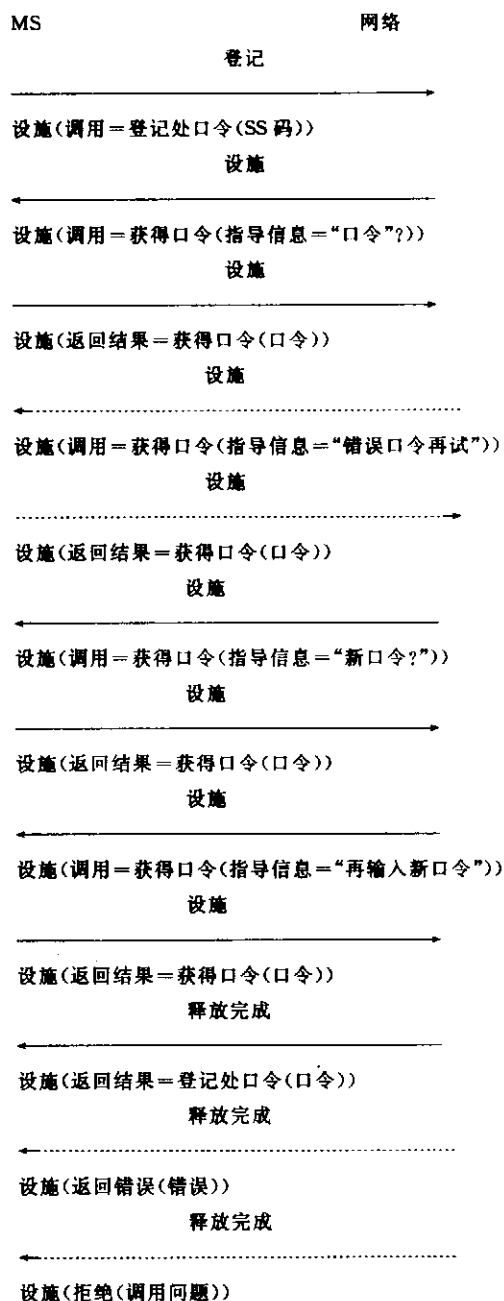 MS 网络
登记
设施(调用=登记处口令(SS码))
设施
设施(调用=获得口令(指导信息=“口令”?))
设施
设施(返回结果=获得口令(口令))
设施
设施(调用=获得口令(指导信息=“错误口令再试”))
设施
设施(返回结果=获得口令(口令))
设施
设施(调用=获得口令(指导信息=“新口令?”))
设施
设施(返回结果=获得口令(口令))
设施
设施(调用=获得口令(指导信息=“再输入新口令”))
设施
设施(返回结果=获得口令(口令))
释放完成
设施(返回结果=登记处口令(口令))
释放完成
设施(返回错误(错误))
释放完成
设施(拒绝(调用问题))